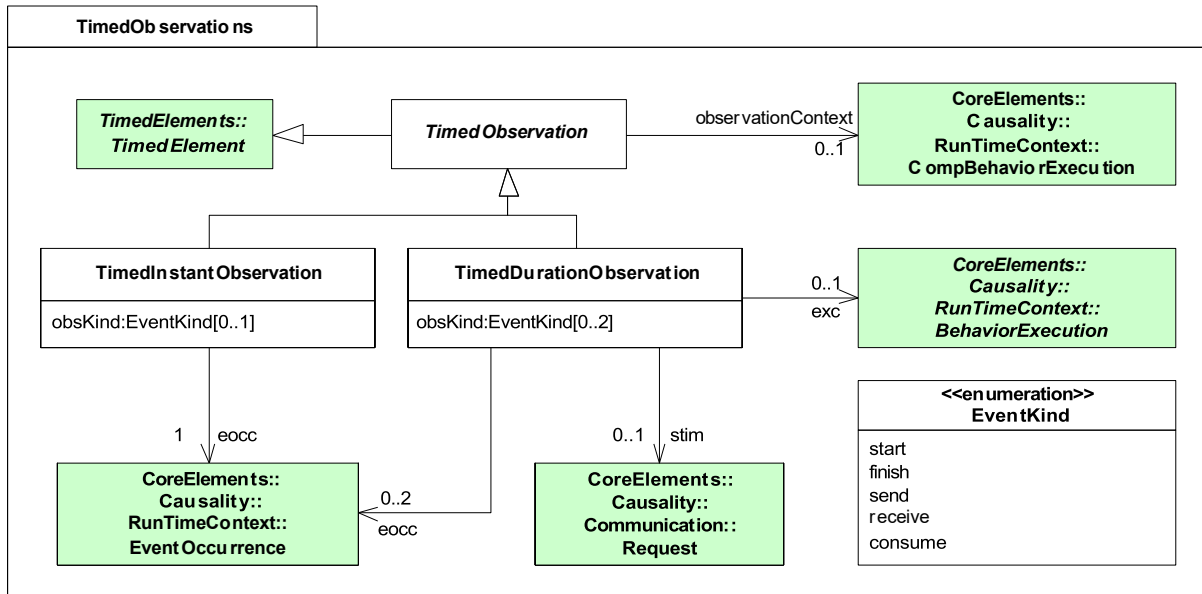 TimedObservations
TimedElements::
TimedElement
TimedObservation
observationContext
0..1
CoreElements::
Causality::
RunTimeContext::
CompBehaviorExecution
TimedInstantObservation
obsKind:EventKind[0..1]
TimedDurationObservation
obsKind:EventKind[0..2]
0..1
exc
CoreElements::
Causality::
RunTimeContext::
BehaviorExecution
1 eocc
0..1 stim
<<enumeration>>
EventKind
start
finish
send
receive
consume
CoreElements::
Causality::
RunTimeContext::
EventOccurrence
0..2
eocc
CoreElements::
Causality::
Communication::
Request